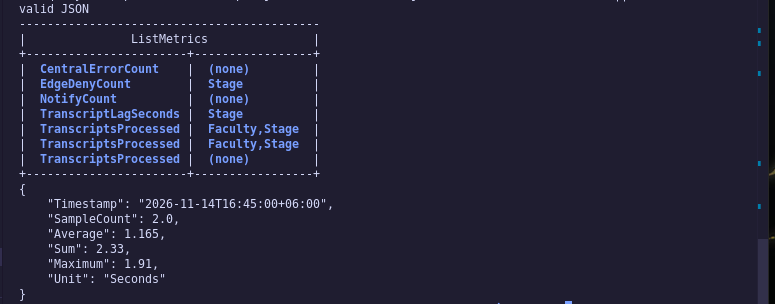 valid JSON
----------------------------------------
|               ListMetrics              |
+----------------------+-----------------+
|  CentralErrorCount    |  (none)         |
|  EdgeDenyCount        |  Stage          |
|  NotifyCount          |  (none)         |
|  TranscriptLagSeconds |  Stage          |
|  TranscriptsProcessed |  Faculty,Stage  |
|  TranscriptsProcessed |  Faculty,Stage  |
|  TranscriptsProcessed |  (none)         |
+----------------------+-----------------+
{
    "Timestamp": "2026-11-14T16:45:00+06:00",
    "SampleCount": 2.0,
    "Average": 1.165,
    "Sum": 2.33,
    "Maximum": 1.91,
    "Unit": "Seconds"
}